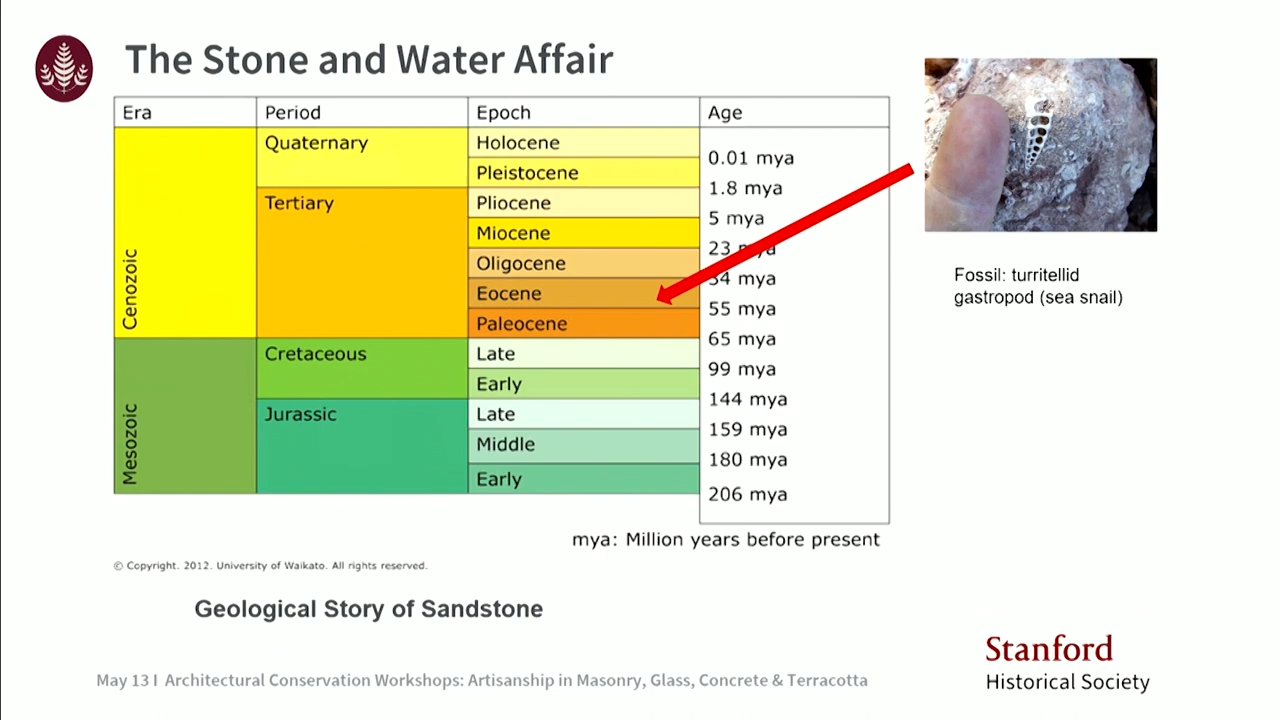 The Stone and Water Affair
Era Period Epoch Age
Cenozoic
Quaternary
Holocene
0.01 mya
Pleistocene
1.8 mya
Tertiary
Pliocene
5 mya
Miocene
23 mya
Oligocene
34 mya
Eocene
55 mya
Paleocene
65 mya
Mesozoic
Cretaceous
Late
99 mya
Early
144 mya
Jurassic
Late
159 mya
Middle
180 mya
Early
206 mya
mya: Million years before present
© Copyright. 2012. University of Waikato. All rights reserved.
Fossil: turritellid
gastropod (sea snail)
Geological Story of Sandstone
May 13 I Architectural Conservation Workshops: Artisanship in Masonry, Glass, Concrete & Terracotta
Stanford
Historical Society